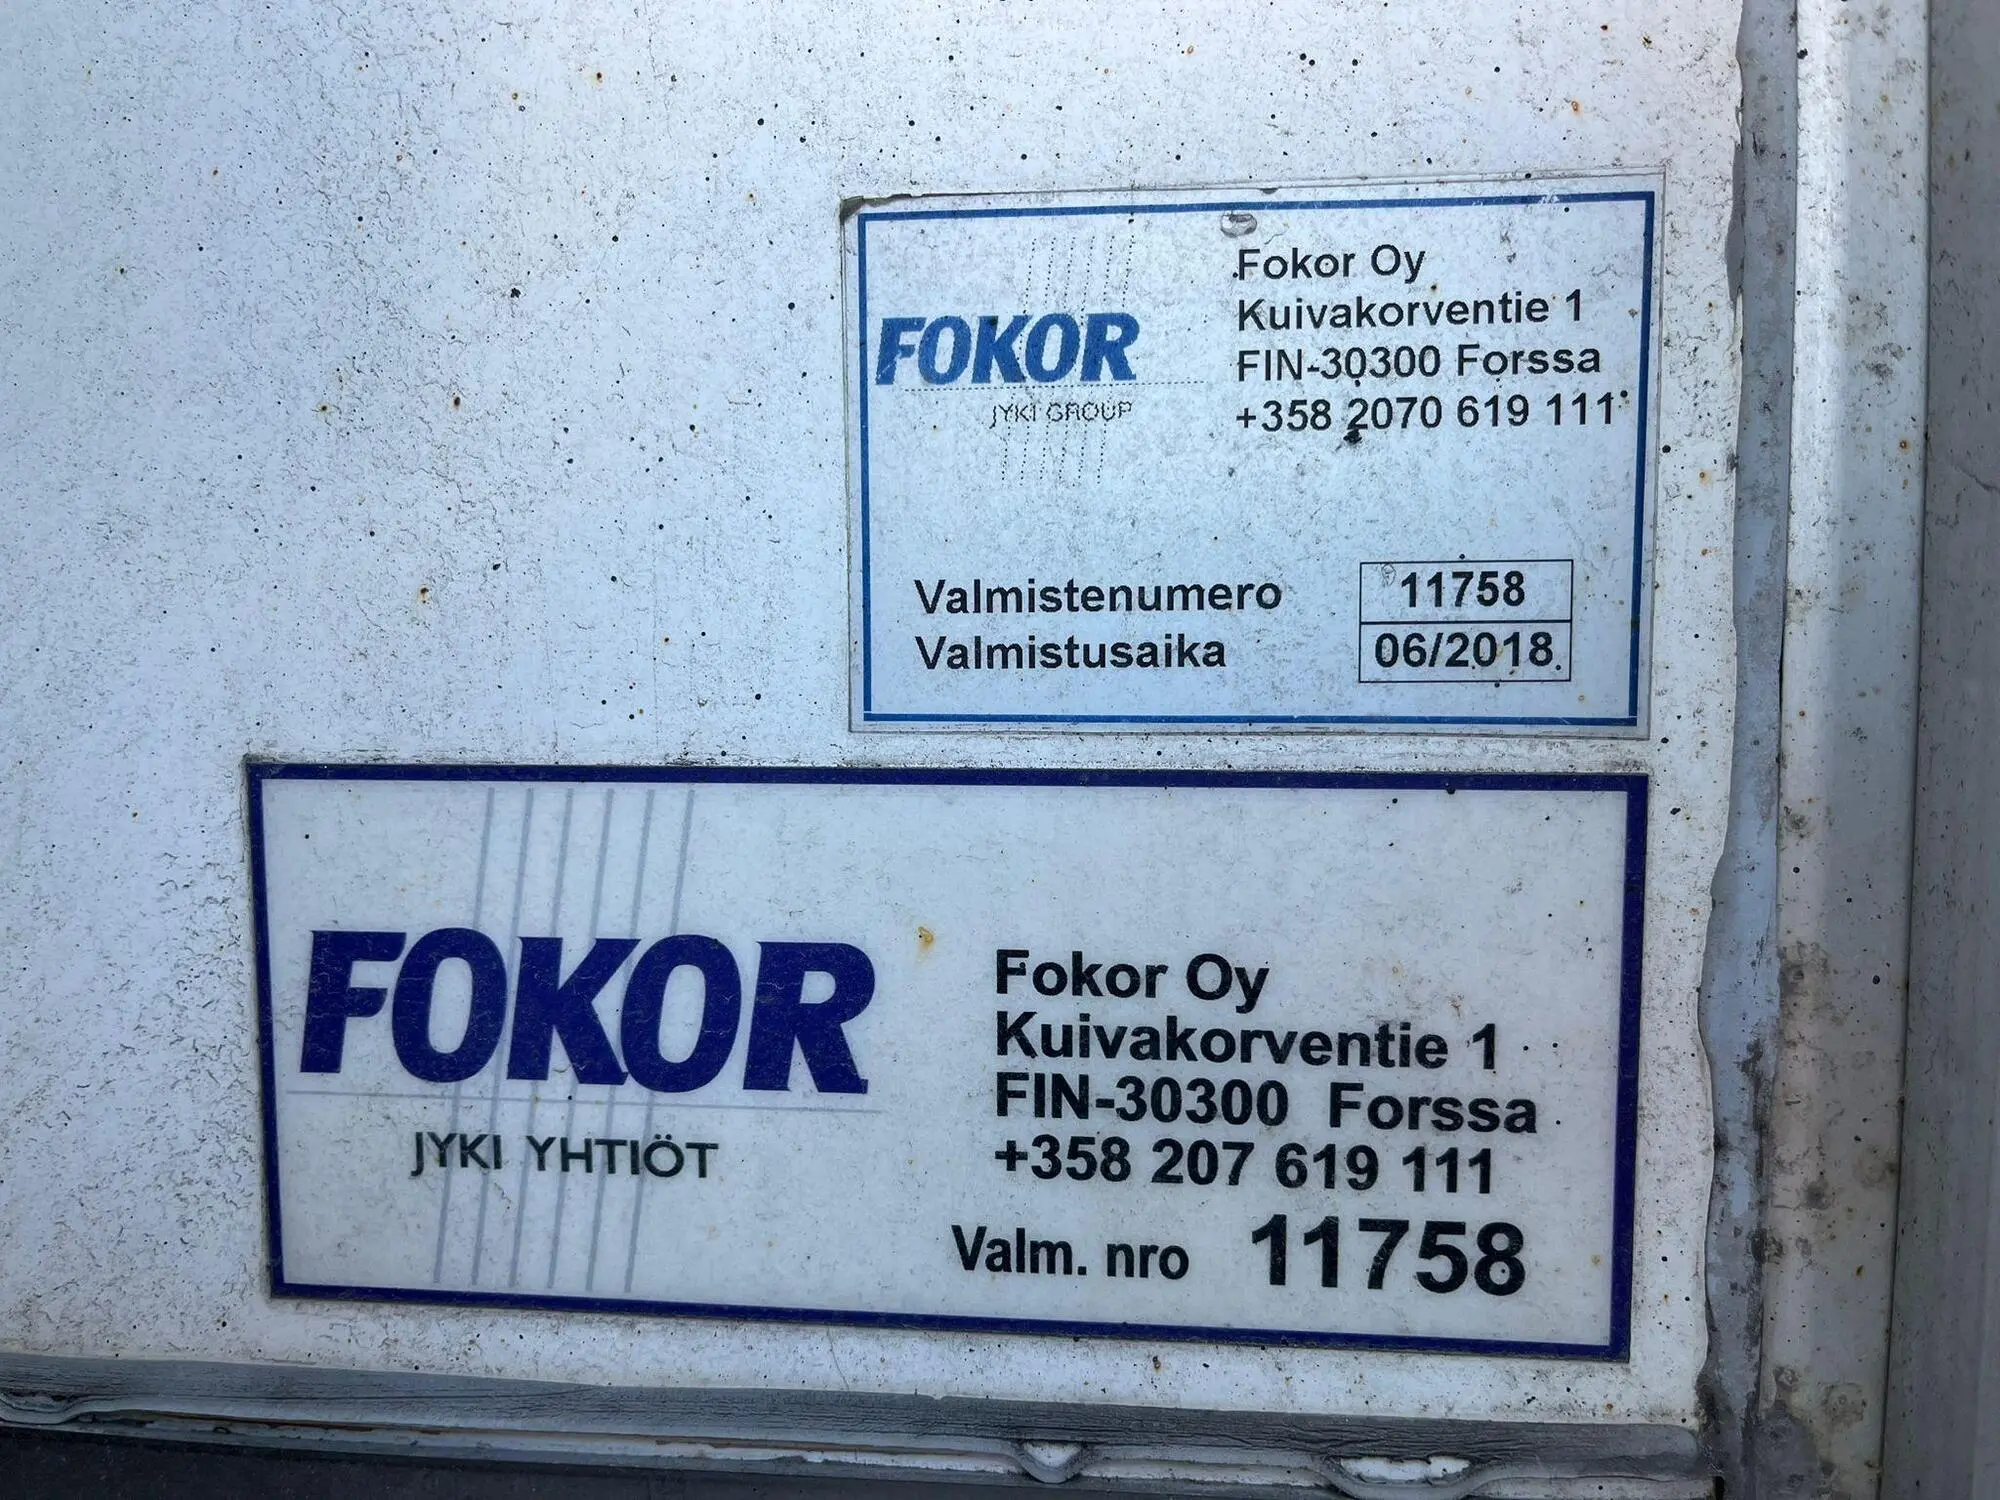 FOKOR
JYKI GROUP
Fokor Oy
Kuivakorventie 1
FIN-30300 Forssa
+358 2070 619 111
Valmistenumero 11758
Valmistusaika 06/2018
FOKOR
JYKI YHTIÖT
Fokor Oy
Kuivakorventie 1
FIN-30300 Forssa
+358 207 619 111
Valm. nro 11758